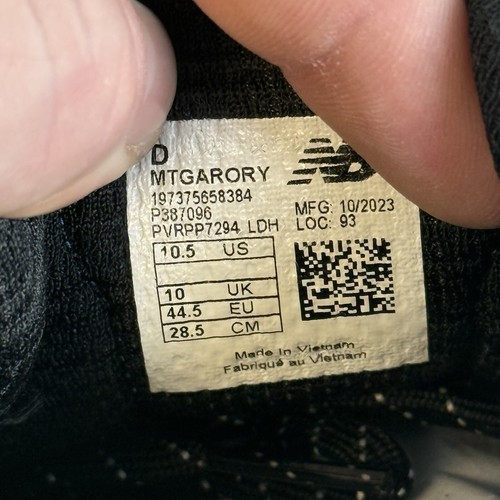 D
MTGARORY
NB
197375658384
P387096
PVRPP7294 LDH
MFG: 10/2023
LOC: 93
10.5 US
10 UK
44.5 EU
28.5 CM
Made in Vietnam
Fabriqué au Vietnam